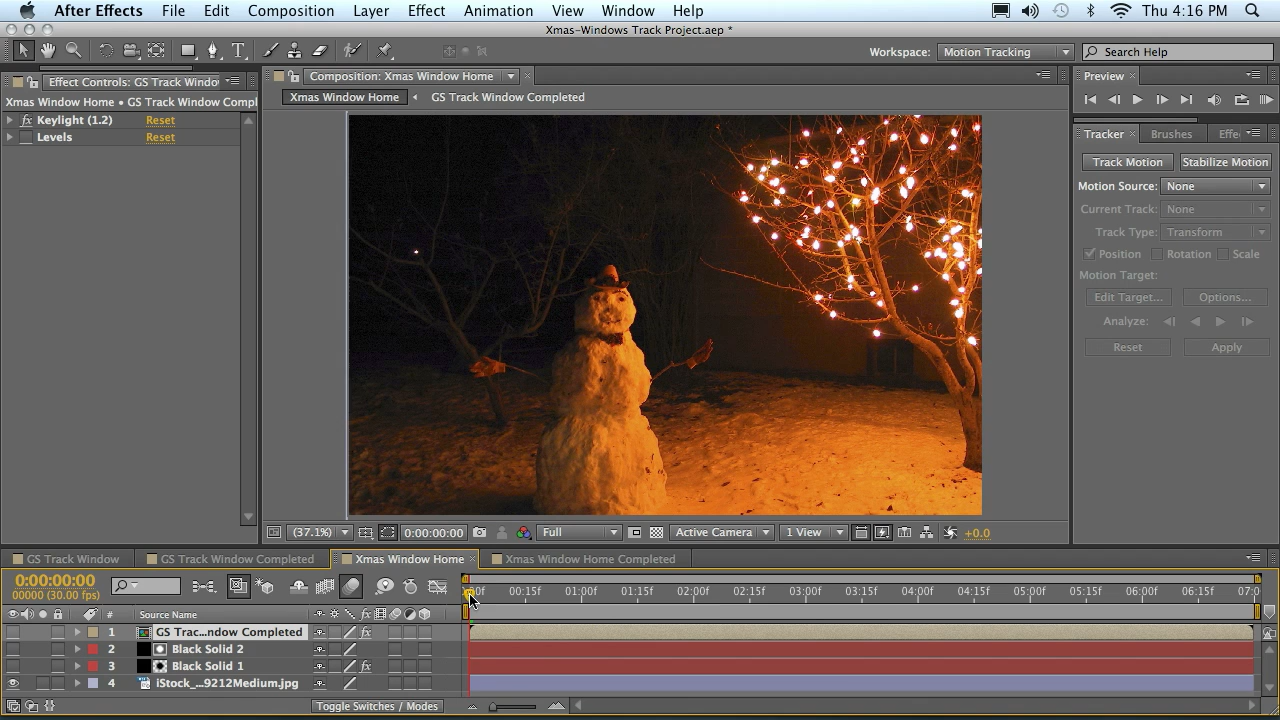 After Effects File Edit Composition Layer Effect Animation View Window Help Thu 4:16 PM
Xmas-Windows Track Project.aep *
Workspace: Motion Tracking Search Help
Effect Controls: GS Track Windo
Composition: Xmas Window Home
Preview
Xmas Window Home • GS Track Window Compl
Xmas Window Home GS Track Window Completed
Keylight (1.2) Reset
Levels Reset
Tracker Brushes Effe
Track Motion Stabilize Motion
Motion Source: None
Current Track: None
Track Type: Transform
Position Rotation Scale
Motion Target:
Edit Target... Options...
Analyze:
Reset Apply
(37.1%) 0:00:00:00 Full Active Camera 1 View +0.0
GS Track Window GS Track Window Completed Xmas Window Home Xmas Window Home Completed
0:00:00:00
00000 (30.00 fps)
:00f 00:15f 01:00f 01:15f 02:00f 02:15f 03:00f 03:15f 04:00f 04:15f 05:00f 05:15f 06:00f 06:15f 07:0
# Source Name
1 GS Trac...ndow Completed
2 Black Solid 2
3 Black Solid 1
4 iStock_...9212Medium.jpg
Toggle Switches / Modes